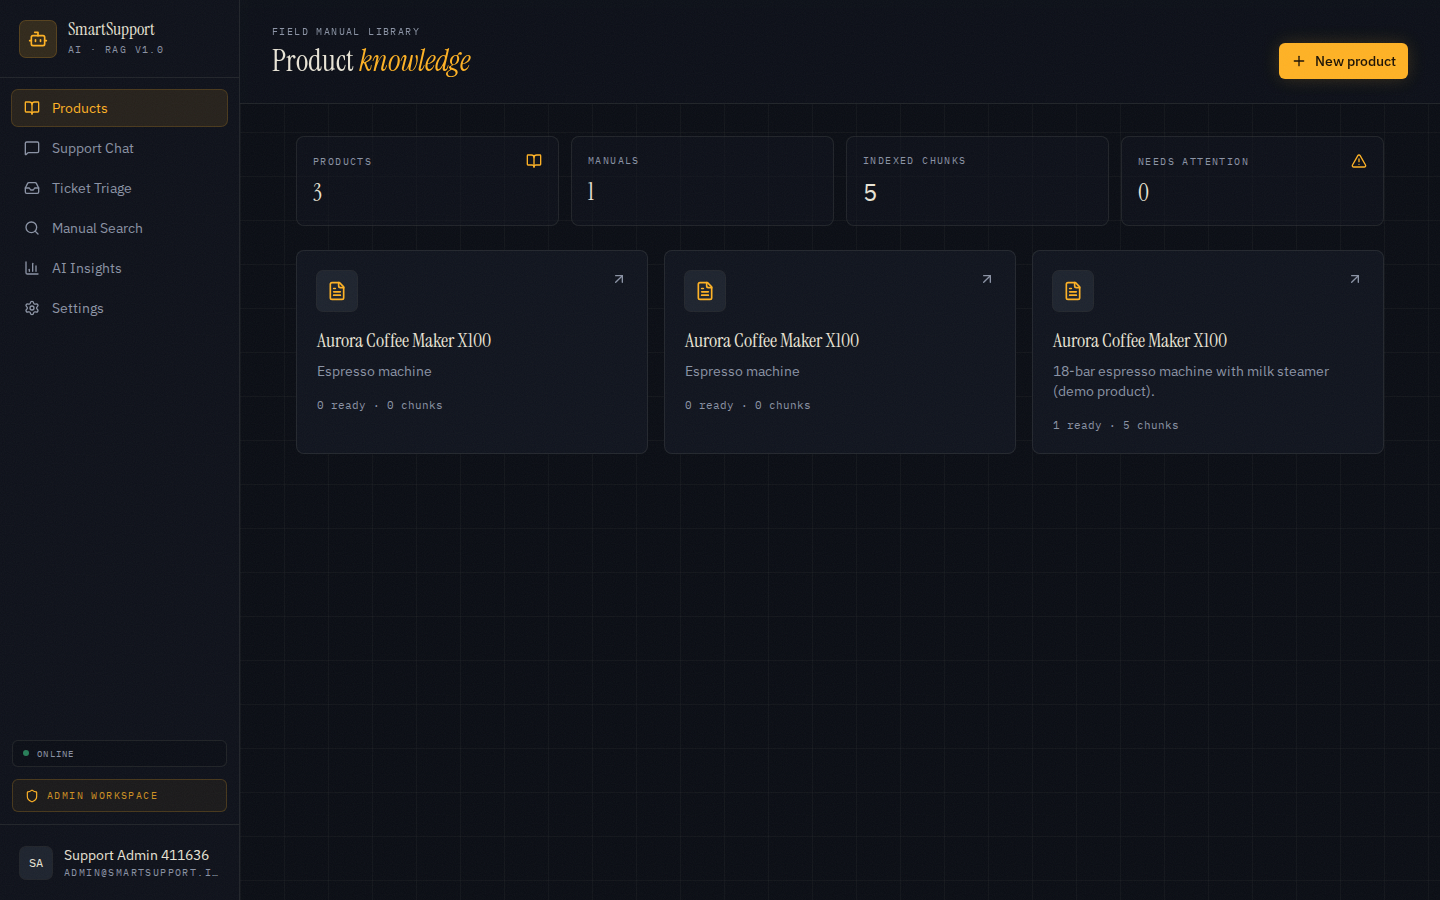 SmartSupport
AI · RAG V1.0
Products
Support Chat
Ticket Triage
Manual Search
AI Insights
Settings
ONLINE
ADMIN WORKSPACE
SA
Support Admin 411636
ADMIN@SMARTSUPPORT.I…
FIELD MANUAL LIBRARY
Product knowledge
New product
PRODUCTS
3
MANUALS
1
INDEXED CHUNKS
5
NEEDS ATTENTION
0
Aurora Coffee Maker X100
Espresso machine
0 ready · 0 chunks
Aurora Coffee Maker X100
Espresso machine
0 ready · 0 chunks
Aurora Coffee Maker X100
18-bar espresso machine with milk steamer
(demo product).
1 ready · 5 chunks